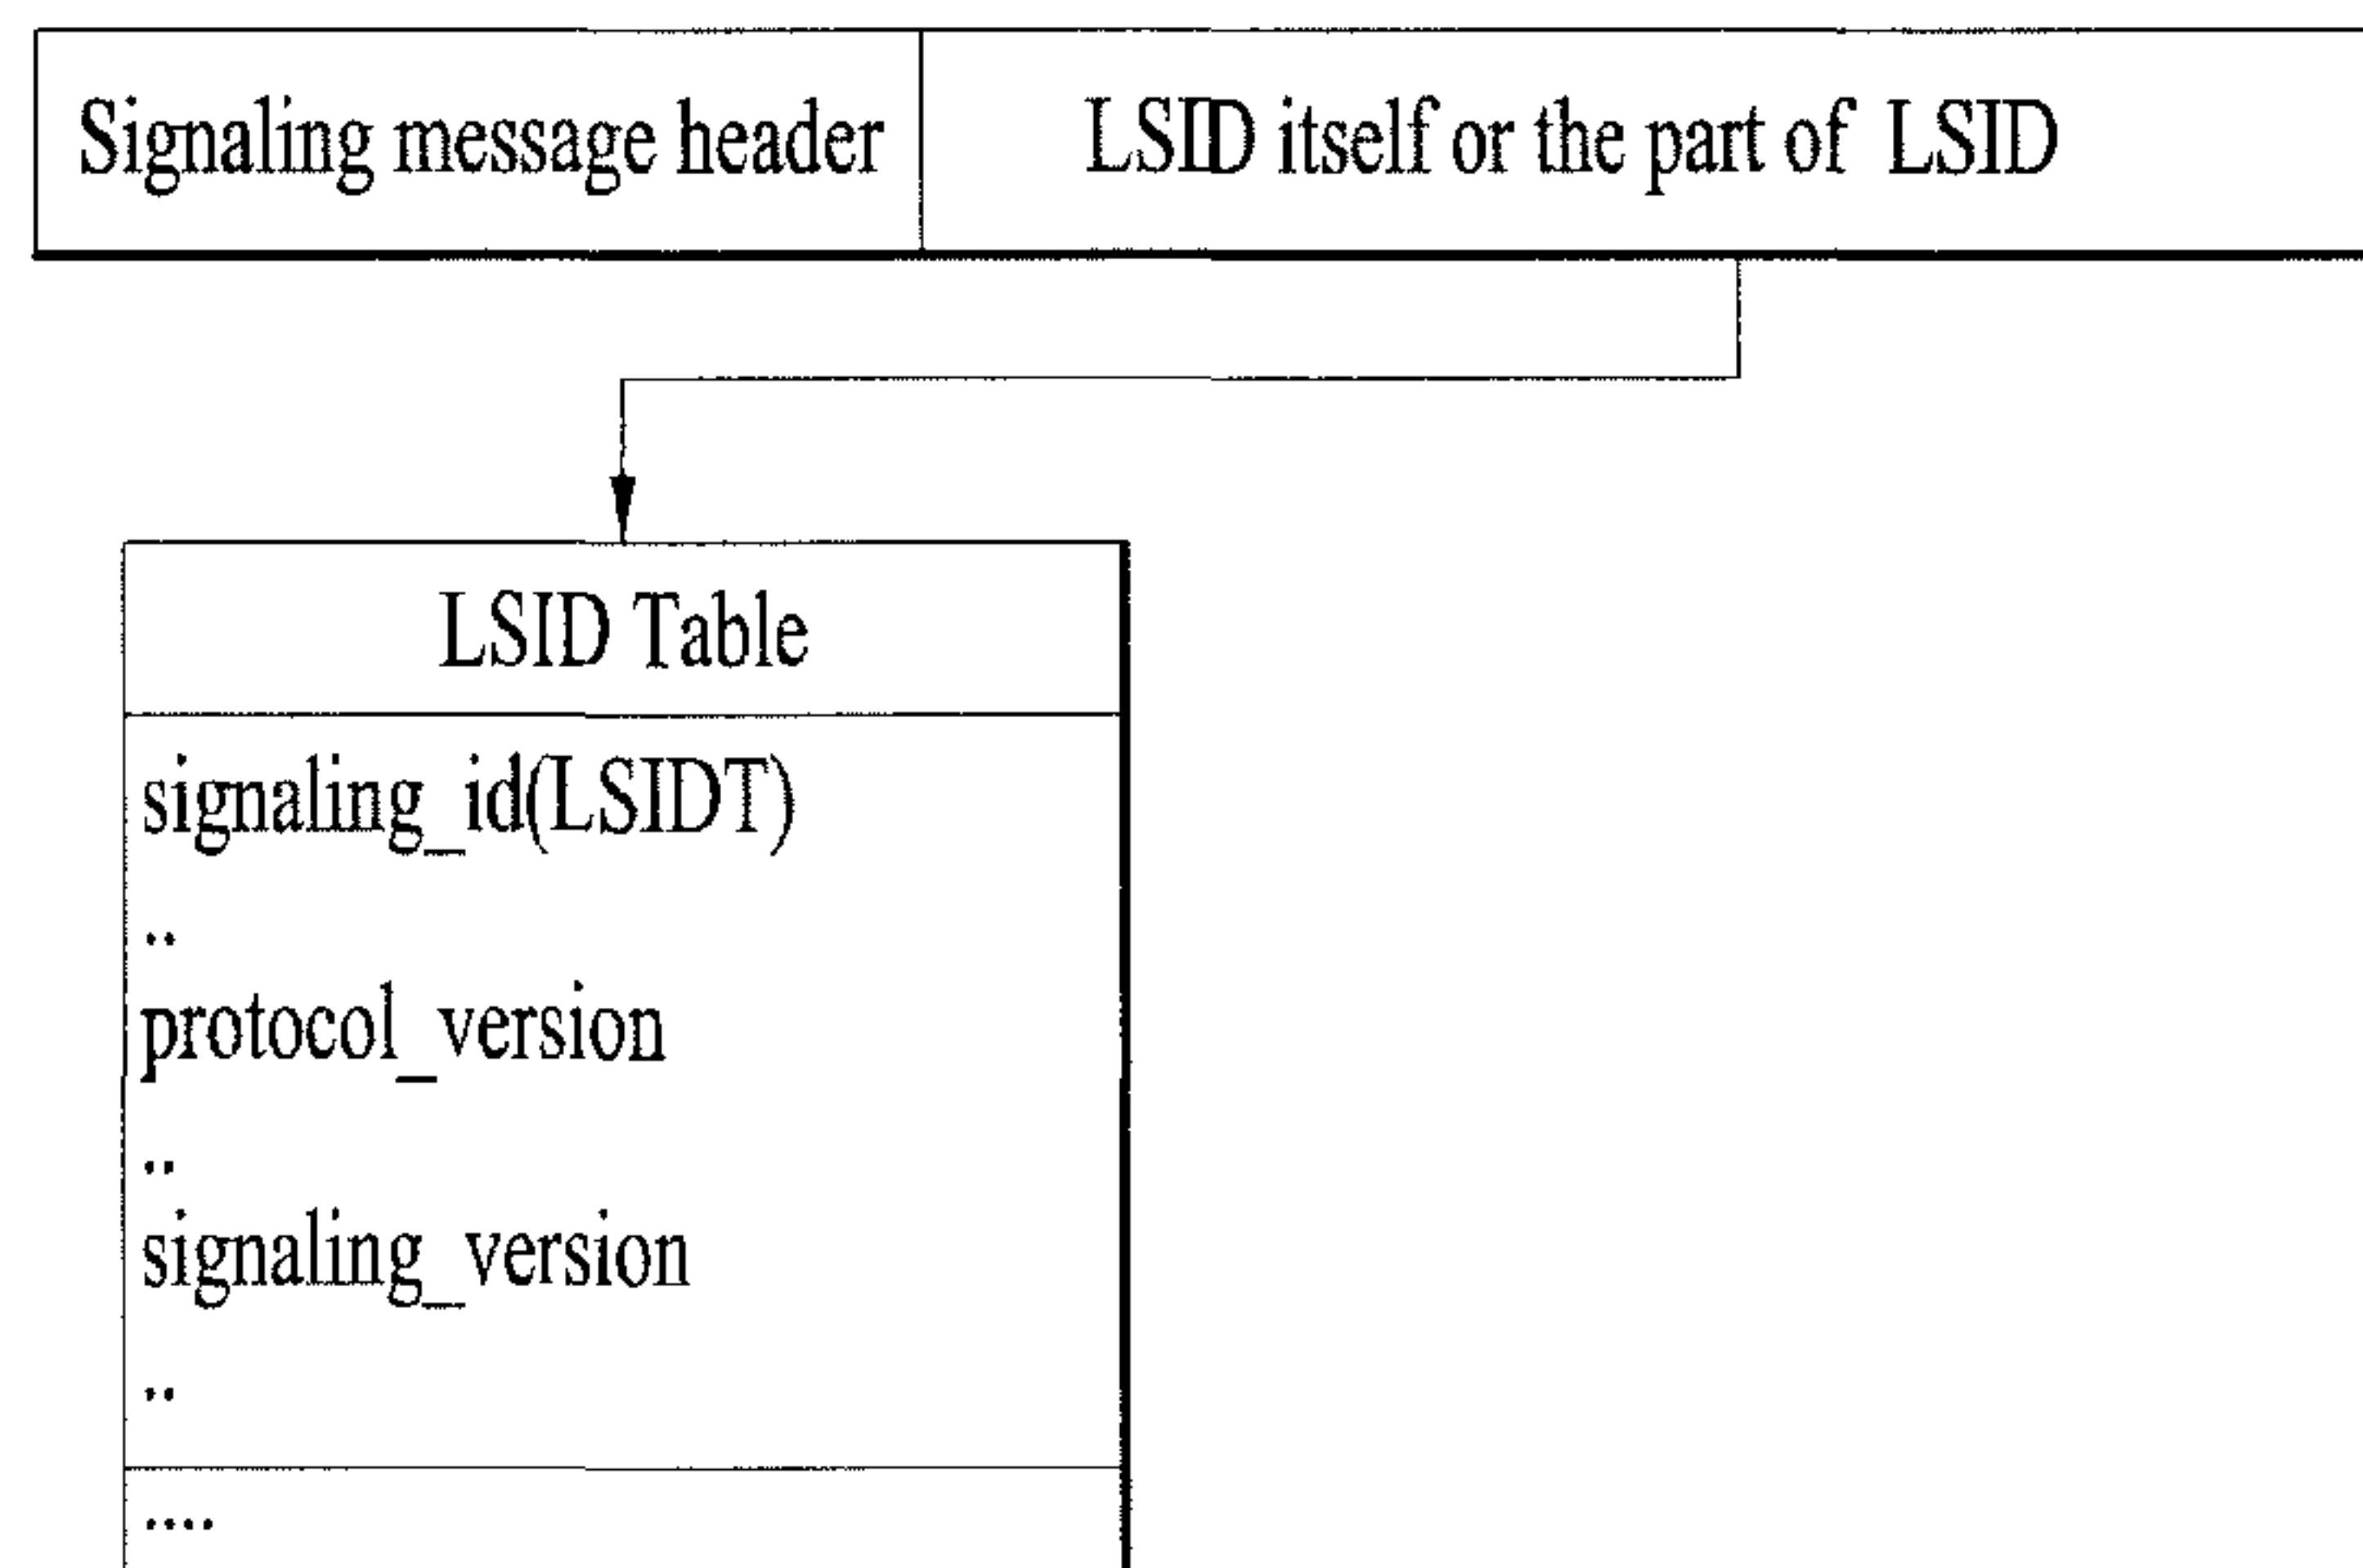 Signaling message header
LSID itself or the part of LSID
LSID Table
signaling_id(LSIDT)
..
protocol_version
..
signaling_version
..
....